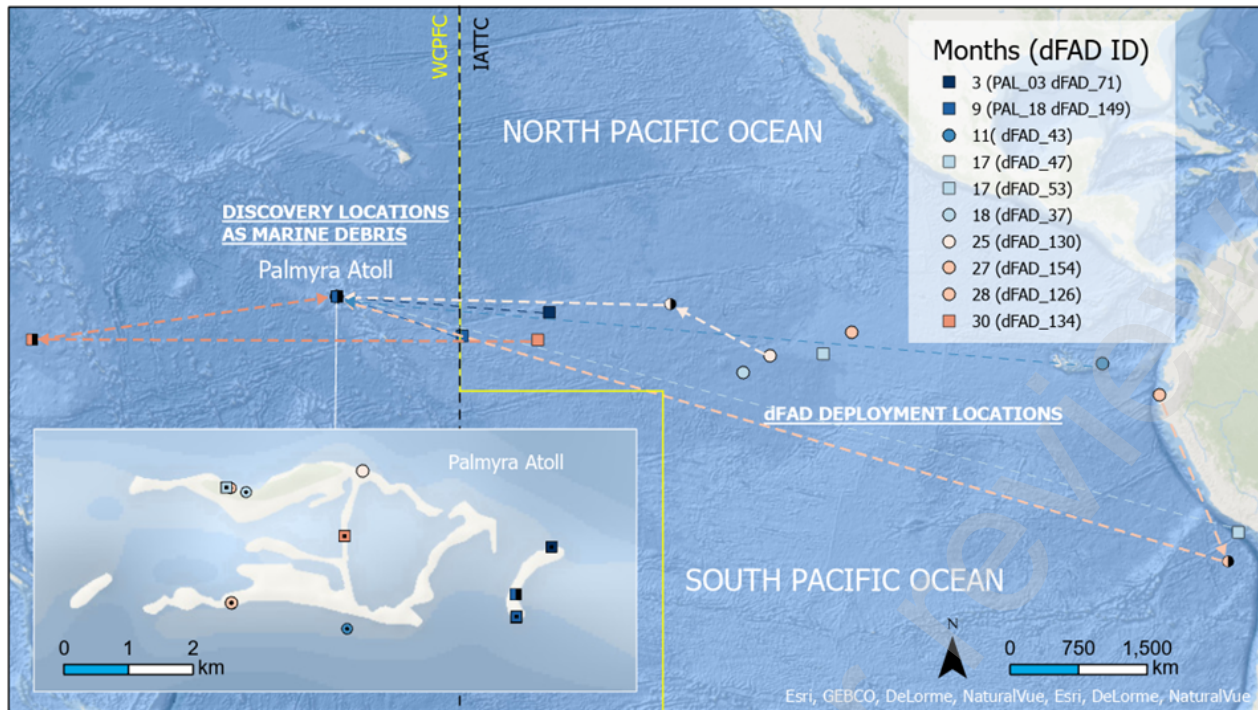 WCPFC
IATTC
Months (dFAD ID)
3 (PAL_03 dFAD_71)
9 (PAL_18 dFAD_149)
11( dFAD_43)
17 (dFAD_47)
17 (dFAD_53)
18 (dFAD_37)
25 (dFAD_130)
27 (dFAD_154)
28 (dFAD_126)
30 (dFAD_134)
NORTH PACIFIC OCEAN
DISCOVERY LOCATIONS
AS MARINE DEBRIS
Palmyra Atoll
dFAD DEPLOYMENT LOCATIONS
Palmyra Atoll
SOUTH PACIFIC OCEAN
0 1 2
km
N
0 750 1,500
km
Esri, GEBCO, DeLorme, NaturalVue, Esri, DeLorme, NaturalVue